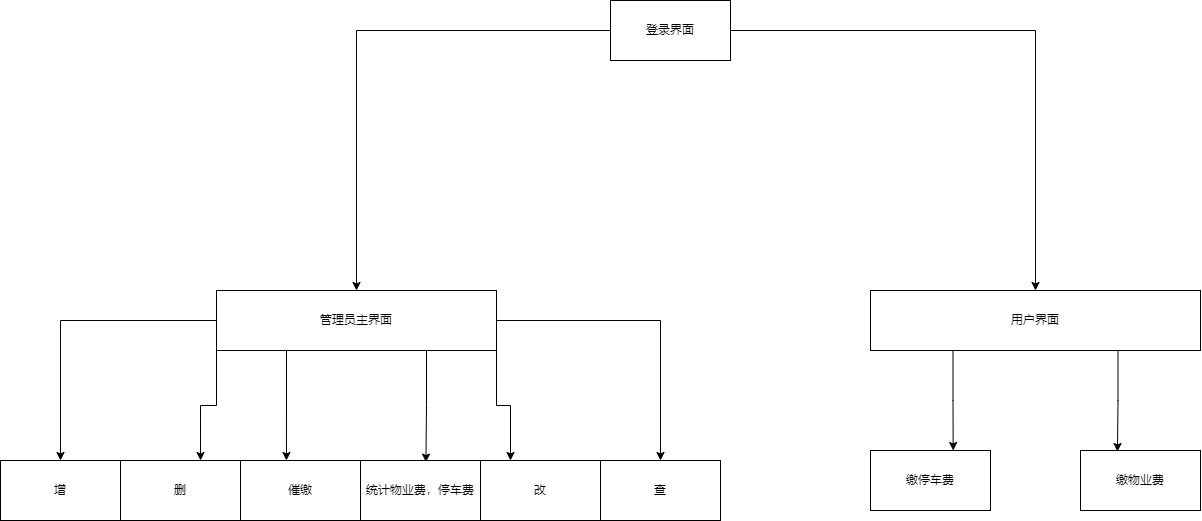 登录界面
管理员主界面
用户界面
增
删
催缴
统计物业费，停车费
改
查
缴停车费
缴物业费